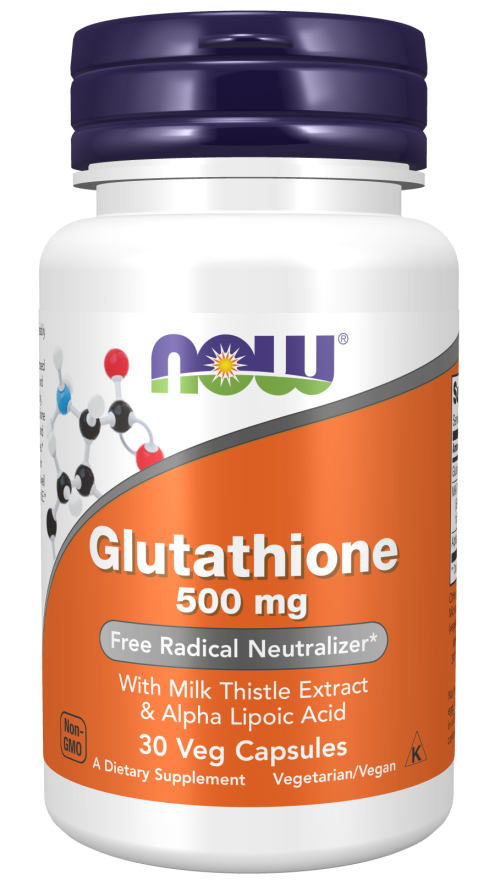 now®
Glutathione
500 mg
Free Radical Neutralizer*
With Milk Thistle Extract
& Alpha Lipoic Acid
30 Veg Capsules
Non-
GMO
A Dietary Supplement Vegetarian/Vegan
K